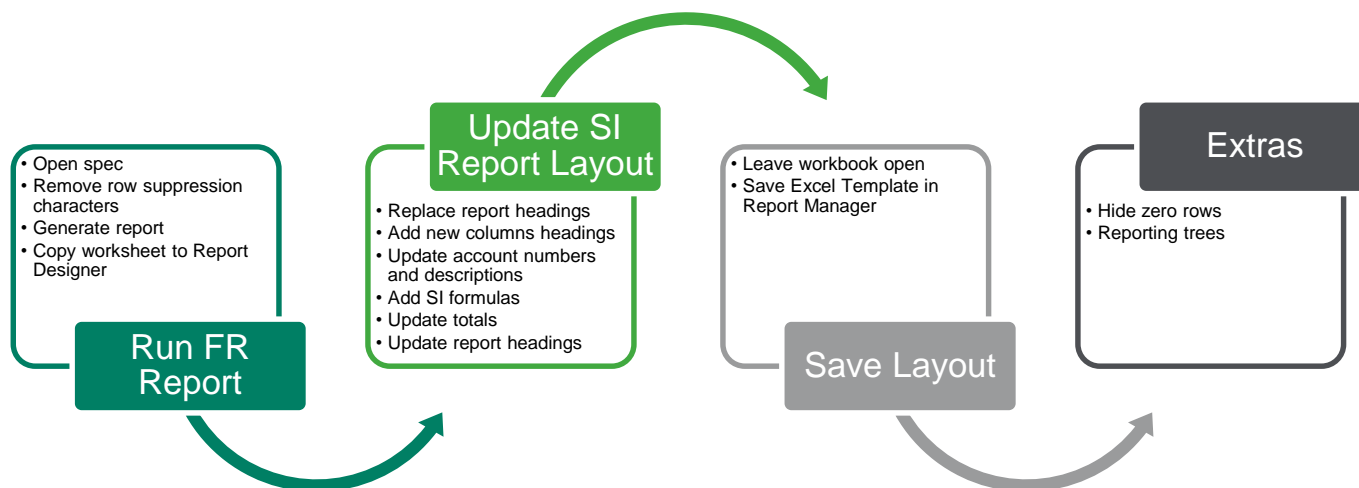 • Open spec
• Remove row suppression
characters
• Generate report
• Copy worksheet to Report
Designer
Run FR
Report
Update SI
Report Layout
• Replace report headings
• Add new columns headings
• Update account numbers
and descriptions
• Add SI formulas
• Update totals
• Update report headings
• Leave workbook open
• Save Excel Template in
Report Manager
Save Layout
Extras
• Hide zero rows
• Reporting trees